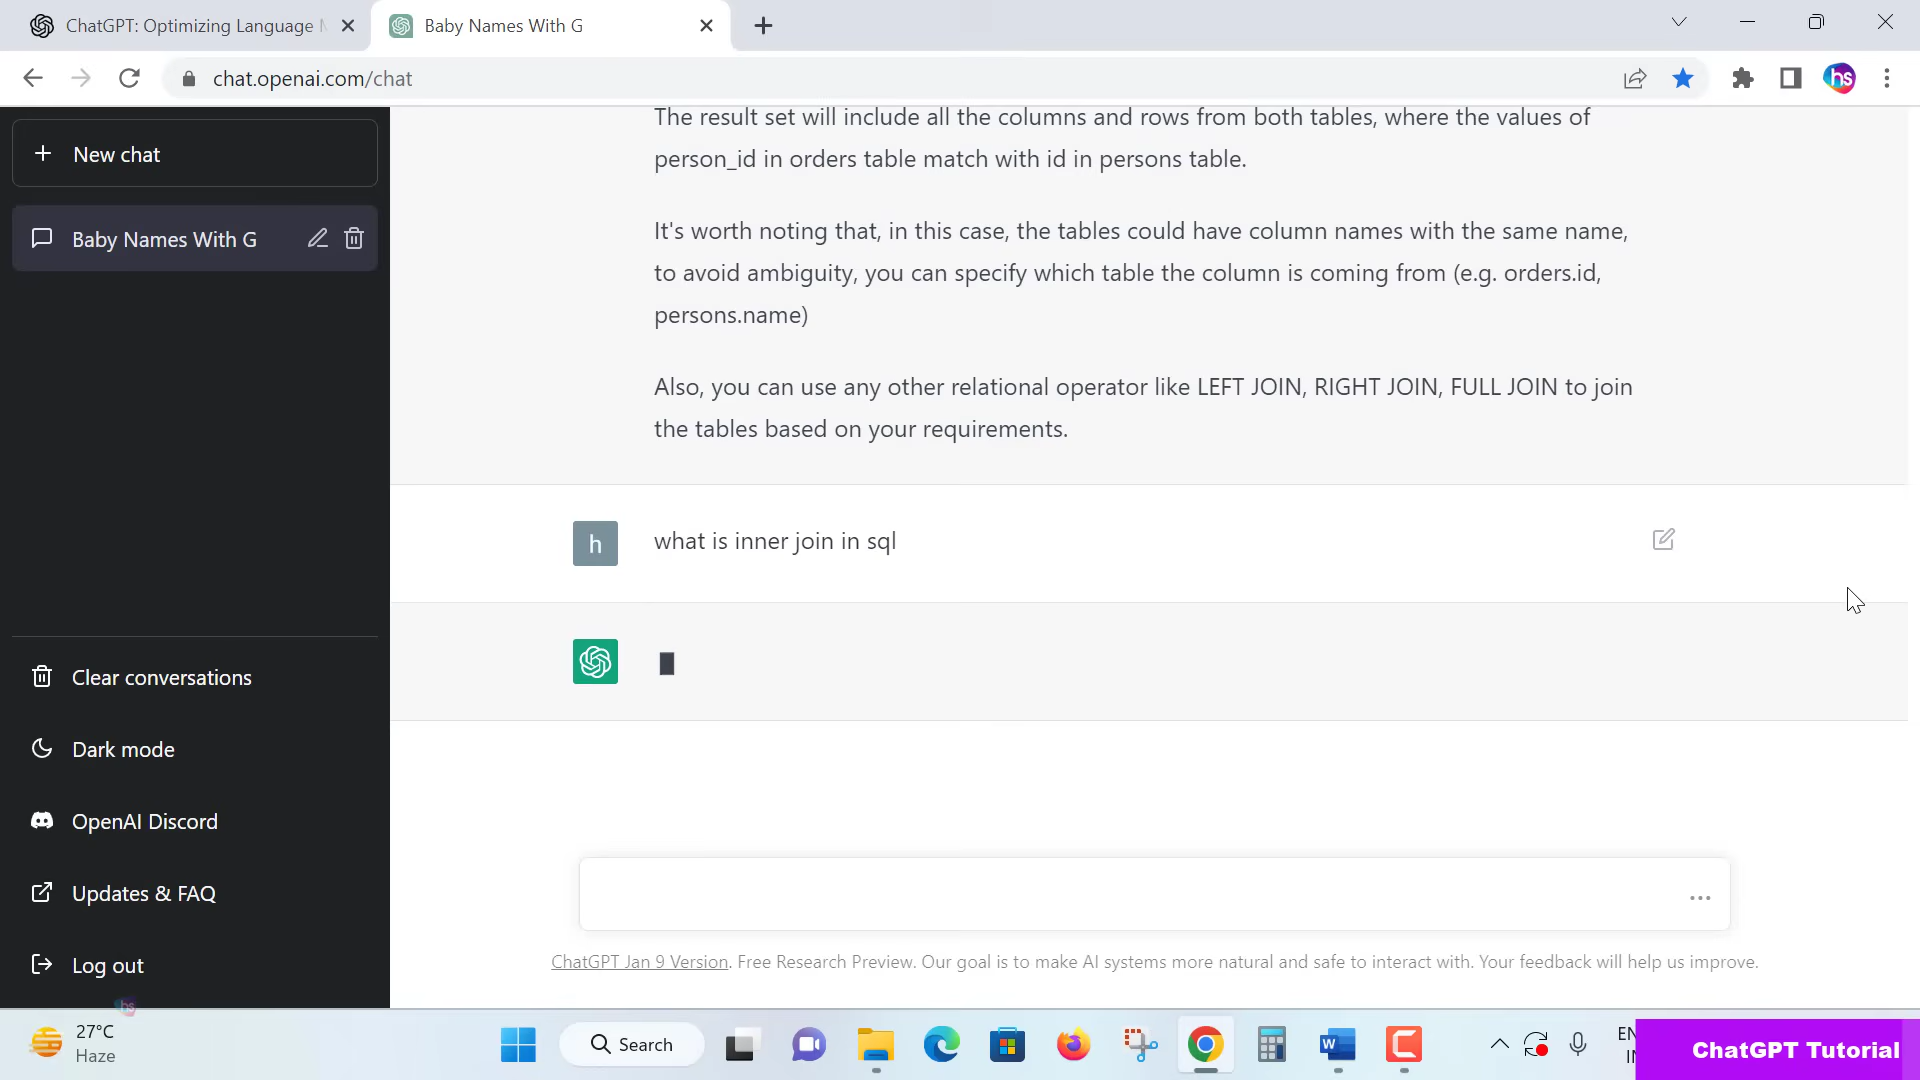 ChatGPT: Optimizing Language
Baby Names With G
chat.openai.com/chat
hs
New chat
Baby Names With G
The result set will include all the columns and rows from both tables, where the values of
person_id in orders table match with id in persons table.
It's worth noting that, in this case, the tables could have column names with the same name,
to avoid ambiguity, you can specify which table the column is coming from (e.g. orders.id,
persons.name)
Also, you can use any other relational operator like LEFT JOIN, RIGHT JOIN, FULL JOIN to join
the tables based on your requirements.
h
what is inner join in sql
Clear conversations
Dark mode
OpenAI Discord
Updates & FAQ
Log out
ChatGPT Jan 9 Version. Free Research Preview. Our goal is to make AI systems more natural and safe to interact with. Your feedback will help us improve.
hs
27°C
Haze
Search
W
ChatGPT Tutorial